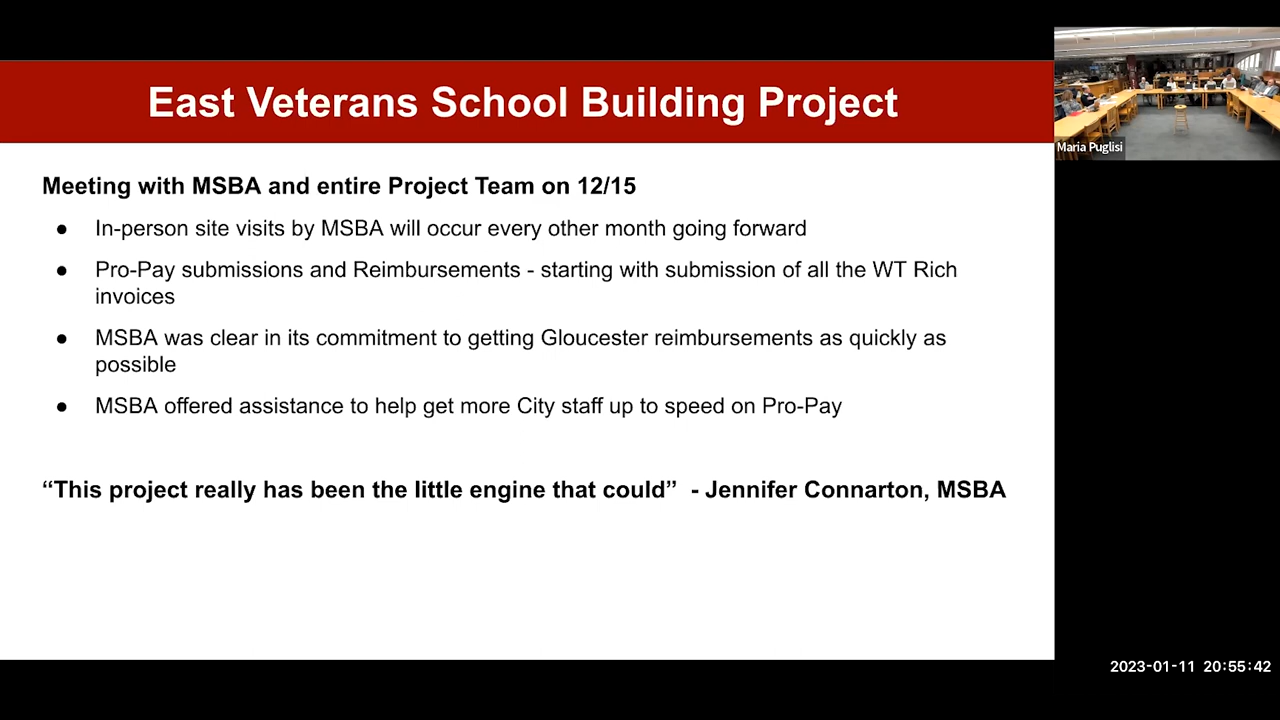 East Veterans School Building Project
Maria Puglisi
Meeting with MSBA and entire Project Team on 12/15
● In-person site visits by MSBA will occur every other month going forward
● Pro-Pay submissions and Reimbursements - starting with submission of all the WT Rich
invoices
● MSBA was clear in its commitment to getting Gloucester reimbursements as quickly as
possible
● MSBA offered assistance to help get more City staff up to speed on Pro-Pay
“This project really has been the little engine that could” - Jennifer Connarton, MSBA
2023-01-11 20:55:42